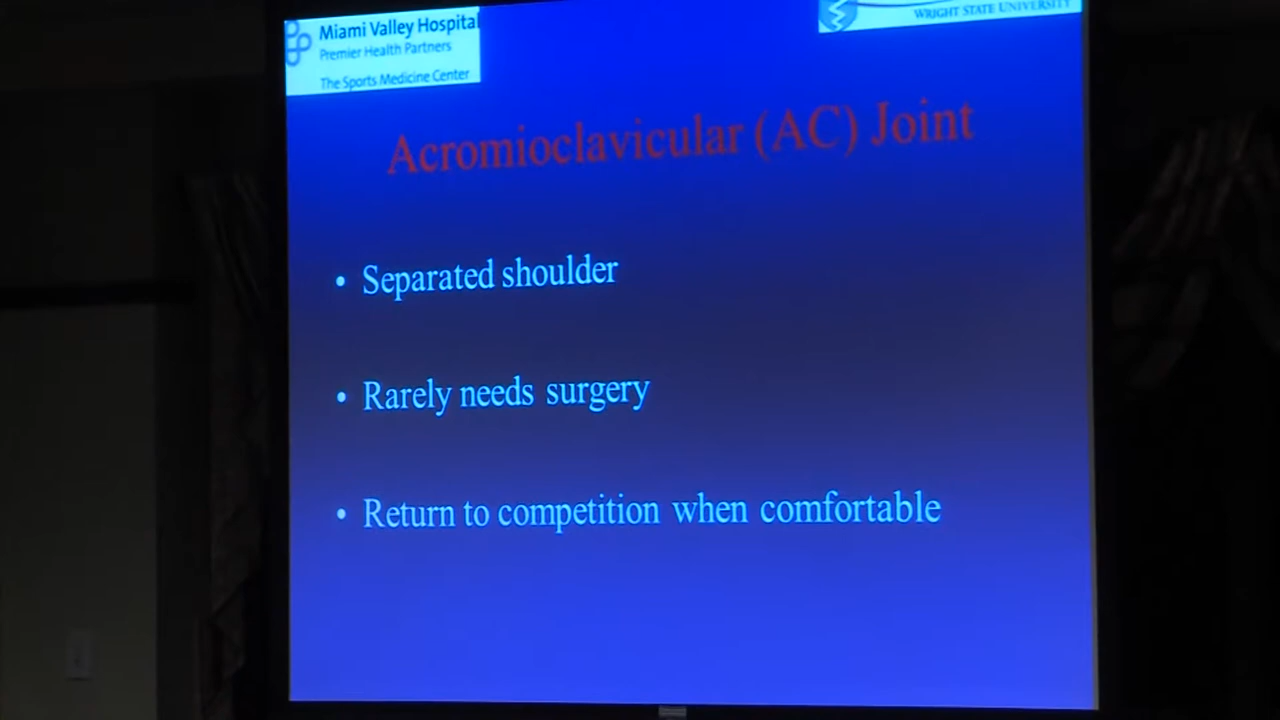 Miami Valley Hospital
Premier Health Partners
The Sports Medicine Center
WRIGHT STATE UNIVERSITY
Acromioclavicular (AC) Joint
• Separated shoulder
• Rarely needs surgery
• Return to competition when comfortable